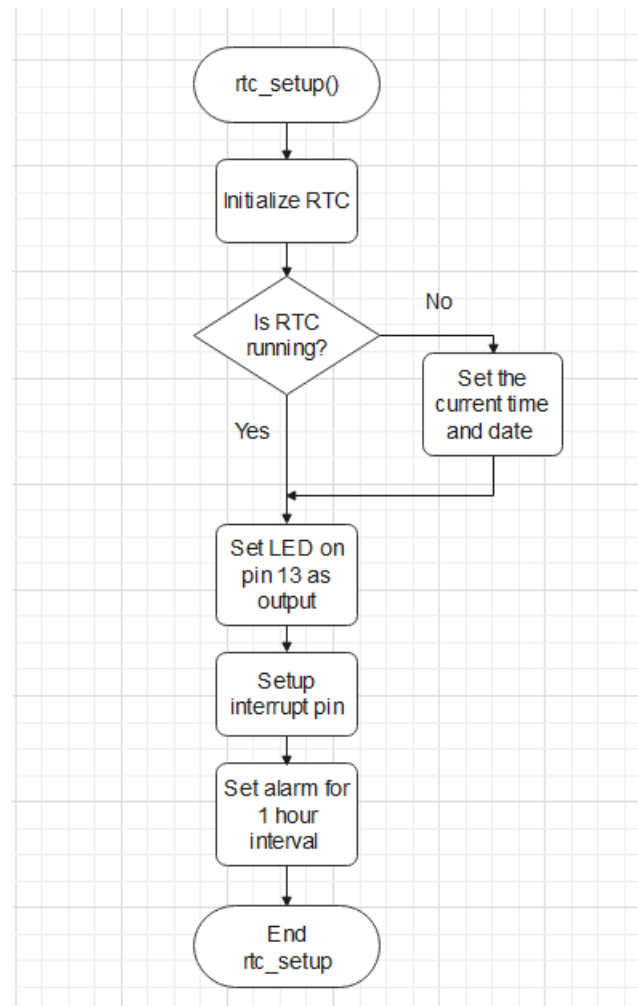 rtc_setup()
Initialize RTC
Is RTC
running?
No
Set the
current time
and date
Yes
Set LED on
pin 13 as
output
Setup
interrupt pin
Set alarm for
1 hour
interval
End
rtc_setup